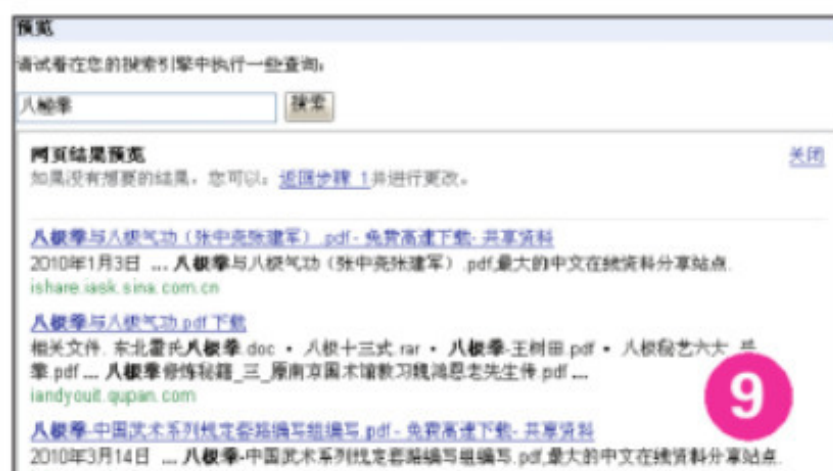 预览
请试着在您的搜索引擎中执行一些查询。
八极拳
搜索
网页结果预览
关闭
如果没有想要的结果，您可以：返回步骤 1并进行更改。
八极拳与八极气功（张中尧张建军）.pdf - 免费高速下载- 共享资料
2010年1月3日 ... 八极拳与八极气功（张中尧张建军）.pdf,最大的中文在线资料分享站点.
ishare.iask.sina.com.cn
八极拳与八极气功.pdf下载
相关文件. 东北霍氏八极拳.doc • 八极十三式.rar • 八极拳-王树田.pdf • 八极秘艺六大
拳.pdf ... 八极拳修炼秘籍_三_原南京国术馆教习魏鸿恩老先生传.pdf ...
iandyouit.qupan.com
9
八极拳-中国武术系列规定套路编写组编写.pdf - 免费高速下载- 共享资料
2010年3月14日 ... 八极拳-中国武术系列规定套路编写组编写.pdf,最大的中文在线资料分享站点.